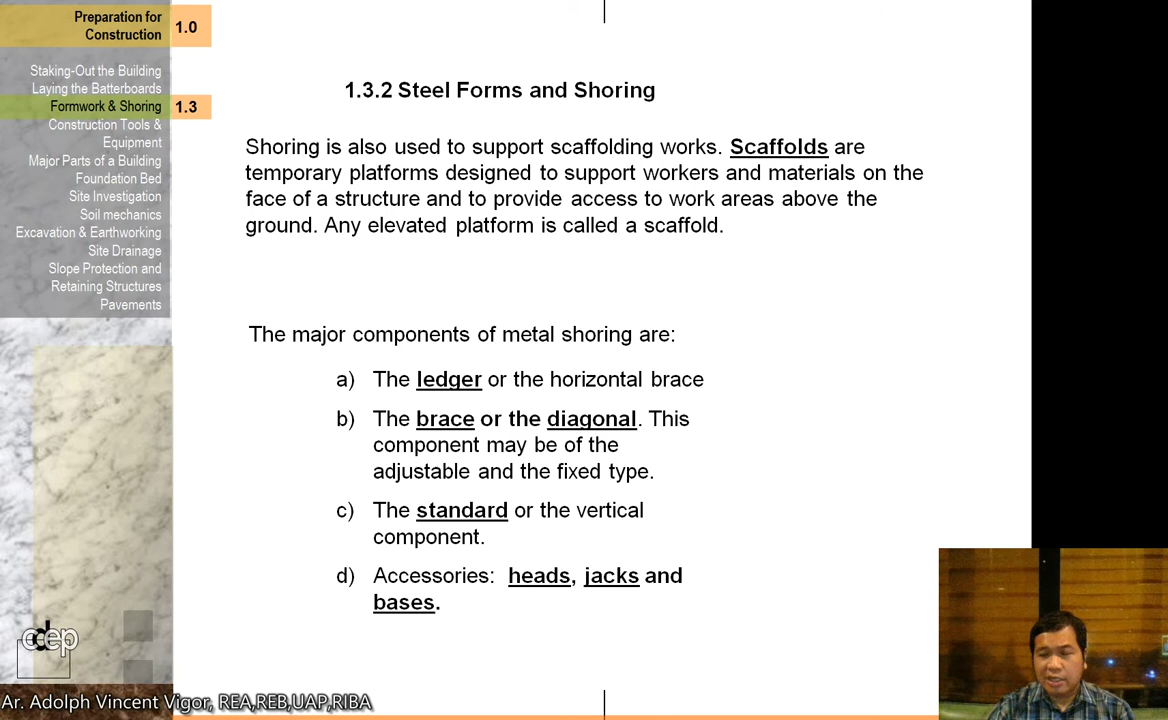 Preparation for
Construction
1.0
Staking-Out the Building
Laying the Batterboards
Formwork & Shoring
1.3
Construction Tools &
Equipment
Major Parts of a Building
Foundation Bed
Site Investigation
Soil mechanics
Excavation & Earthworking
Site Drainage
Slope Protection and
Retaining Structures
Pavements
1.3.2 Steel Forms and Shoring
Shoring is also used to support scaffolding works. Scaffolds are
temporary platforms designed to support workers and materials on the
face of a structure and to provide access to work areas above the
ground. Any elevated platform is called a scaffold.
The major components of metal shoring are:
a) The ledger or the horizontal brace
b) The brace or the diagonal. This
component may be of the
adjustable and the fixed type.
c) The standard or the vertical
component.
d) Accessories: heads, jacks and
bases.
cdep
Ar. Adolph Vincent Vigor, REA,REB,UAP,RIBA